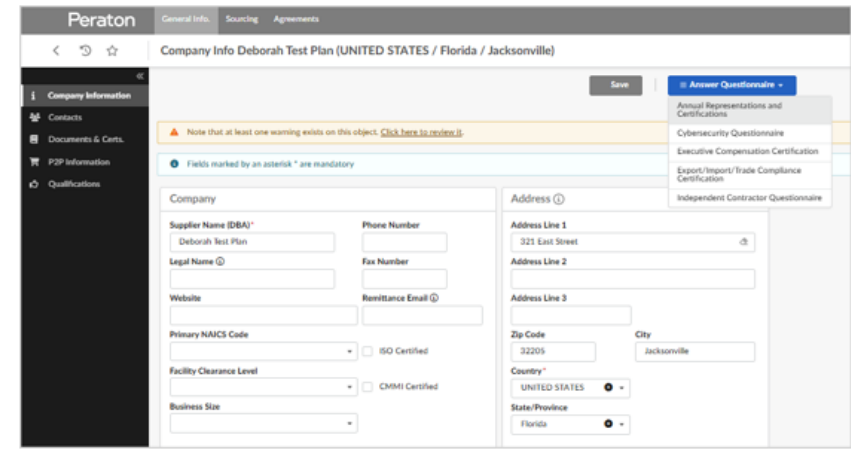 Peraton
General Info. Sourcing Agreements
Company Info Deborah Test Plan (UNITED STATES / Florida / Jacksonville)
Company Information
Contacts
Documents & Certs.
P2P Information
Qualifications
Save
Answer Questionnaire
Annual Representations and
Certifications
Cybersecurity Questionnaire
Executive Compensation Certification
Export/Import/Trade Compliance
Certification
Independent Contractor Questionnaire
Note that at least one warning exists on this object. Click here to review it.
Fields marked by an asterisk * are mandatory
Company
Supplier Name (DBA)* Phone Number
Deborah Test Plan
Legal Name Fax Number
Website Remittance Email
Primary NAICS Code
ISO Certified
Facility Clearance Level
CMMI Certified
Business Size
Address
Address Line 1
321 East Street
Address Line 2
Address Line 3
Zip Code City
32205 Jacksonville
Country*
UNITED STATES
State/Province
Florida